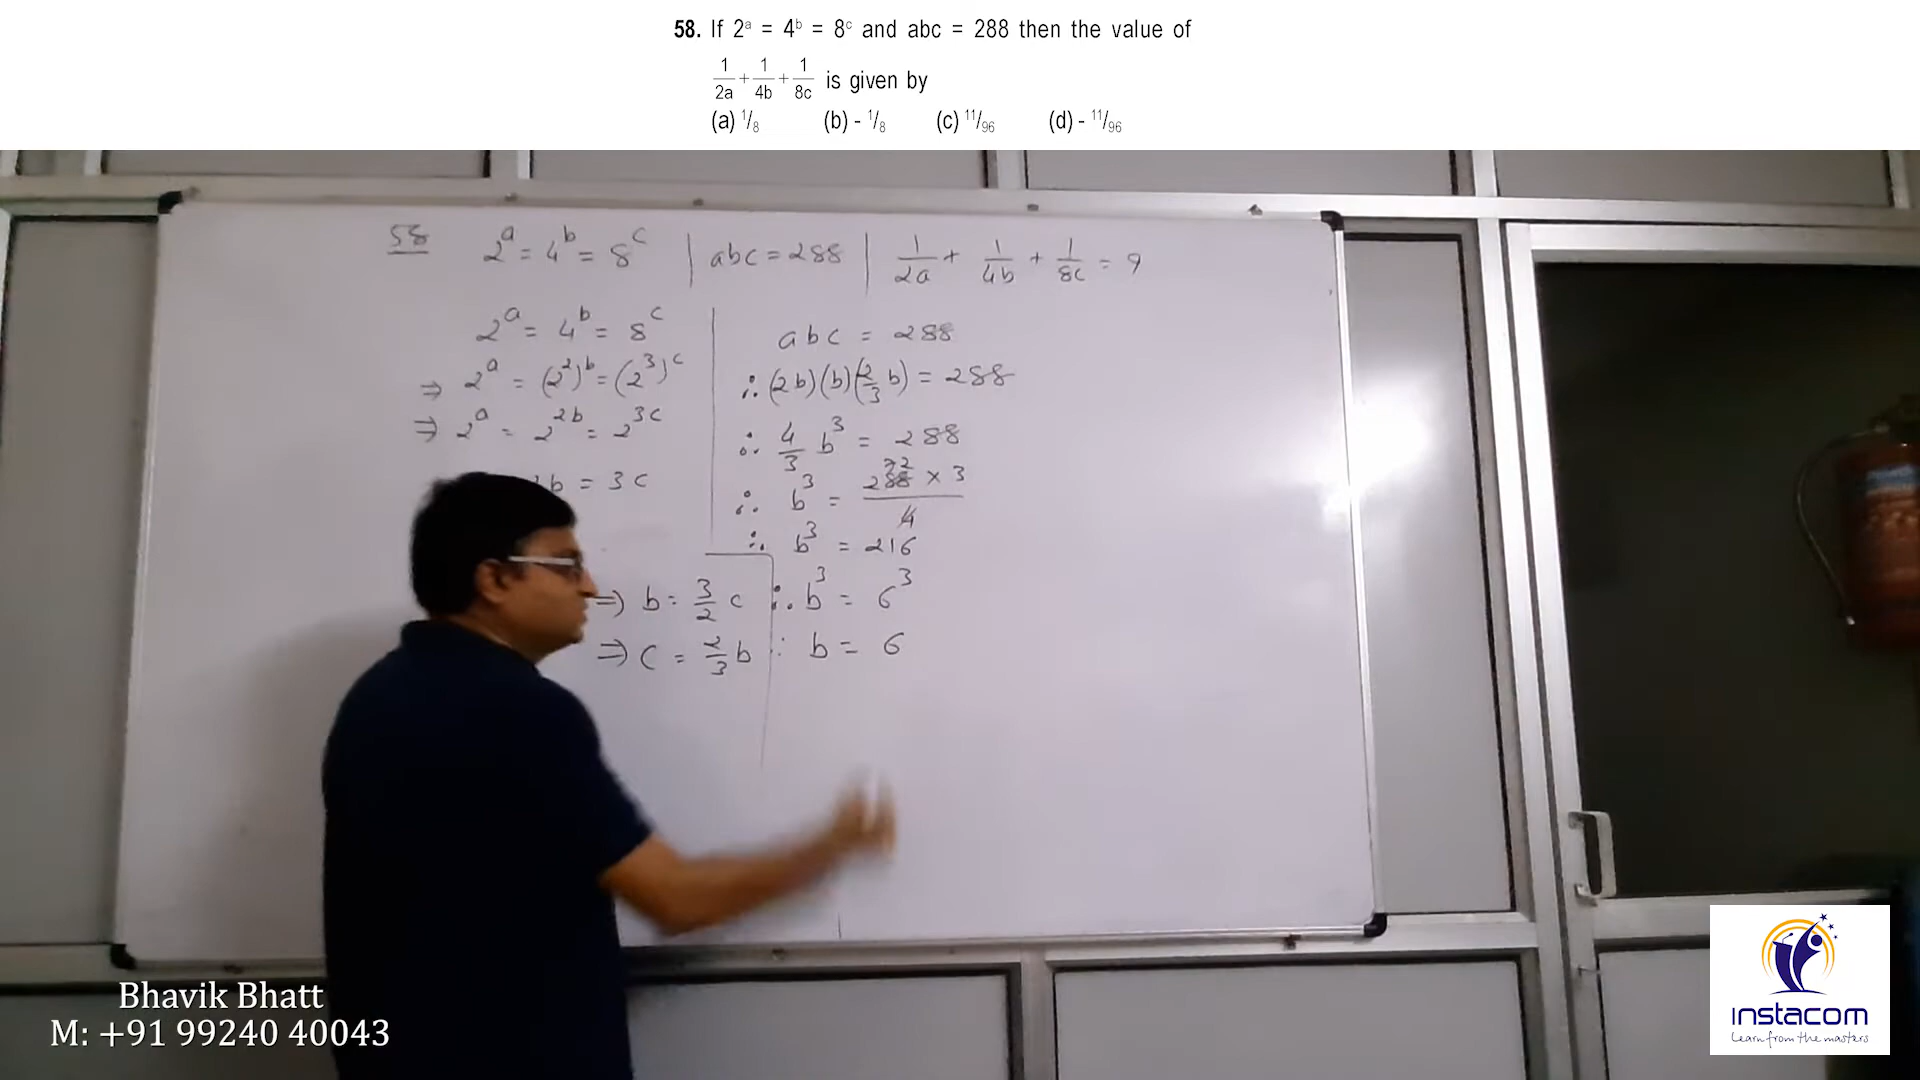 58. If 2ᵃ = 4ᵇ = 8ᶜ and abc = 288 then the value of
1/2a + 1/4b + 1/8c is given by
(a) ¹/₈ (b) - ¹/₈ (c) ¹¹/₉₆ (d) - ¹¹/₉₆
58 2ᵃ = 4ᵇ = 8ᶜ | abc = 288 | 1/2a + 1/4b + 1/8c = ?
2ᵃ = 4ᵇ = 8ᶜ
⇒ 2ᵃ = (2²)ᵇ = (2³)ᶜ
⇒ 2ᵃ = 2²ᵇ = 2³ᶜ
b = 3c
⇒ b = 3/2 c
⇒ c = 2/3 b
abc = 288
∴ (2b)(b)(2/3 b) = 288
∴ 4/3 b³ = 288
72
∴ b³ = 288 × 3 / 4
∴ b³ = 216
∴ b³ = 6³
∴ b = 6
Bhavik Bhatt
M: +91 99240 40043
ınstacom
Learn from the masters